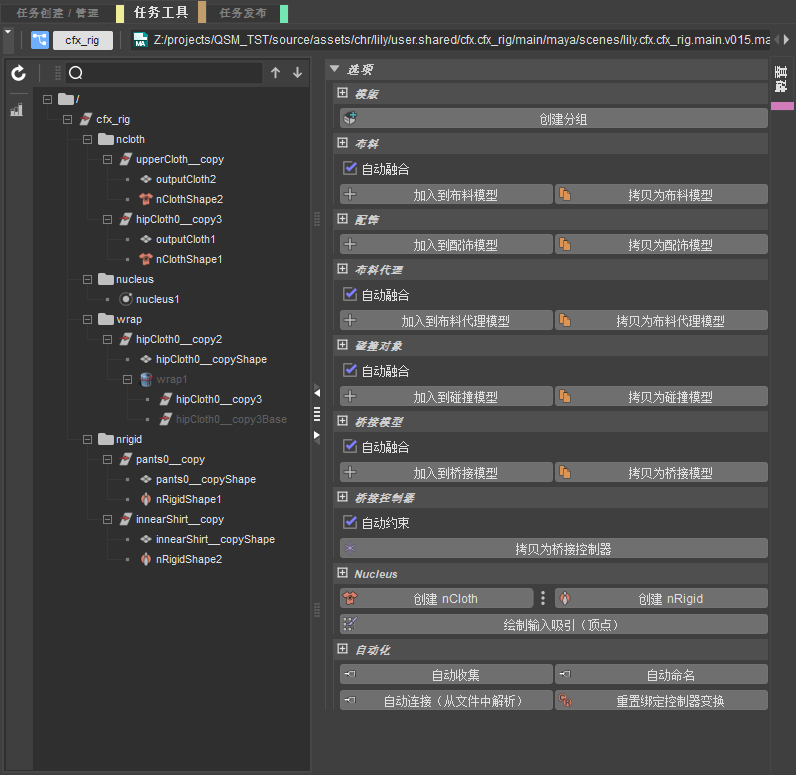 任务创建 / 管理
任务工具
任务发布
cfx_rig
Z:/projects/QSM_TST/source/assets/chr/lily/user.shared/cfx.cfx_rig/main/maya/scenes/lily.cfx.cfx_rig.main.v015.ma
/
cfx_rig
ncloth
upperCloth__copy
outputCloth2
nClothShape2
hipCloth0__copy3
outputCloth1
nClothShape1
nucleus
nucleus1
wrap
hipCloth0__copy2
hipCloth0__copyShape
wrap1
hipCloth0__copy3
hipCloth0__copy3Base
nrigid
pants0__copy
pants0__copyShape
nRigidShape1
innearShirt__copy
innearShirt__copyShape
nRigidShape2
选项
模版
创建分组
布料
自动融合
加入到布料模型 拷贝为布料模型
配饰
加入到配饰模型 拷贝为配饰模型
布料代理
自动融合
加入到布料代理模型 拷贝为布料代理模型
碰撞对象
自动融合
加入到碰撞模型 拷贝为碰撞模型
桥接模型
自动融合
加入到桥接模型 拷贝为桥接模型
桥接控制器
自动约束
拷贝为桥接控制器
Nucleus
创建 nCloth 创建 nRigid
绘制输入吸引（顶点）
自动化
自动收集 自动命名
自动连接（从文件中解析） 重置绑定控制器变换
基础